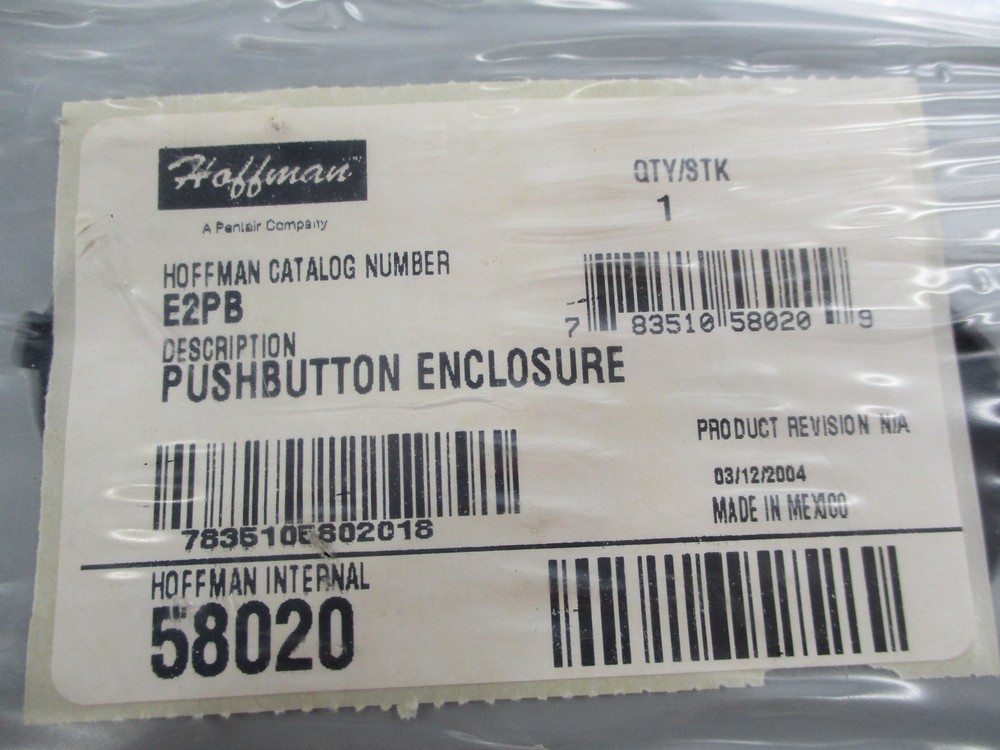 Hoffman
A Pentair Company
QTY/STK
1
HOFFMAN CATALOG NUMBER
E2PB
DESCRIPTION
PUSHBUTTON ENCLOSURE
7 83510 58020 9
PRODUCT REVISION N/A
03/12/2004
MADE IN MEXICO
7835105802018
HOFFMAN INTERNAL
58020